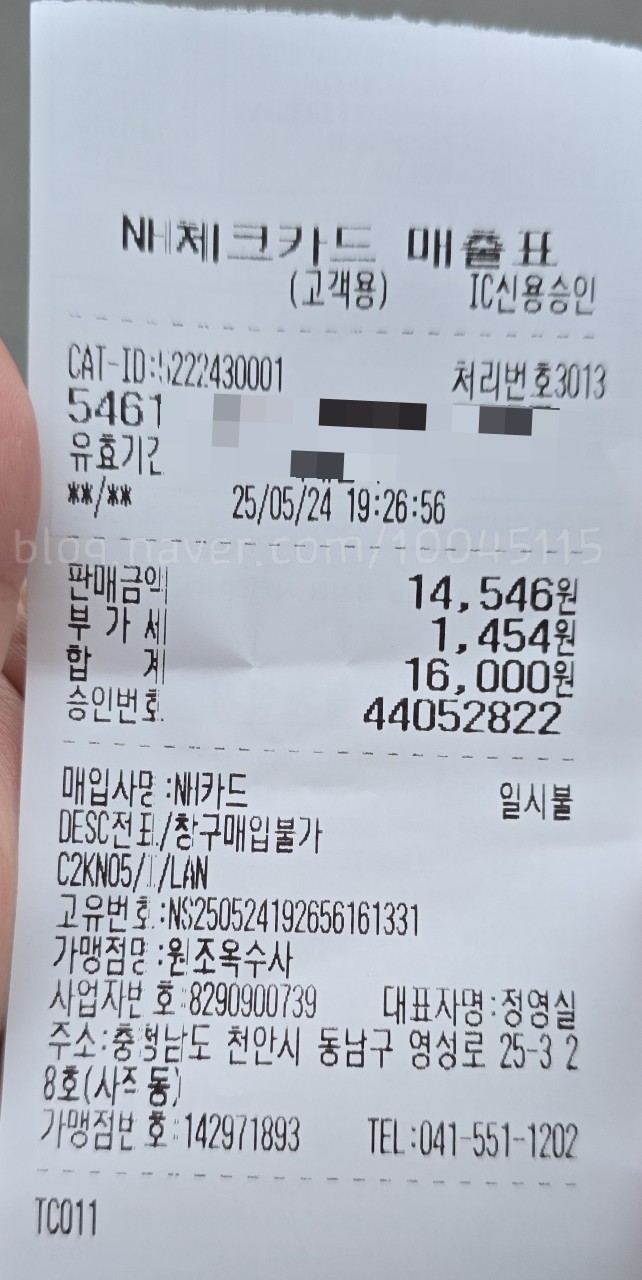 NH체크카드 매출표
(고객용) IC신용승인
CAT-ID:5222430001 처리번호3013
5461
유효기간
**/** 25/05/24 19:26:56
blog.naver.com/10045115
판매금액 14,546원
부가세 1,454원
합 계 16,000원
승인번호 44052822
매입사명:NH카드 일시불
DESC전표/창구매입불가
C2KN05/ /LAN
고유번호:NS250524192656161331
가맹점명:원조옥수사
사업자번호:8290900739 대표자명:정영실
주소:충청남도 천안시 동남구 영성로 25-3 2
8호(사직동)
가맹점번호:142971893 TEL:041-551-1202
TC011